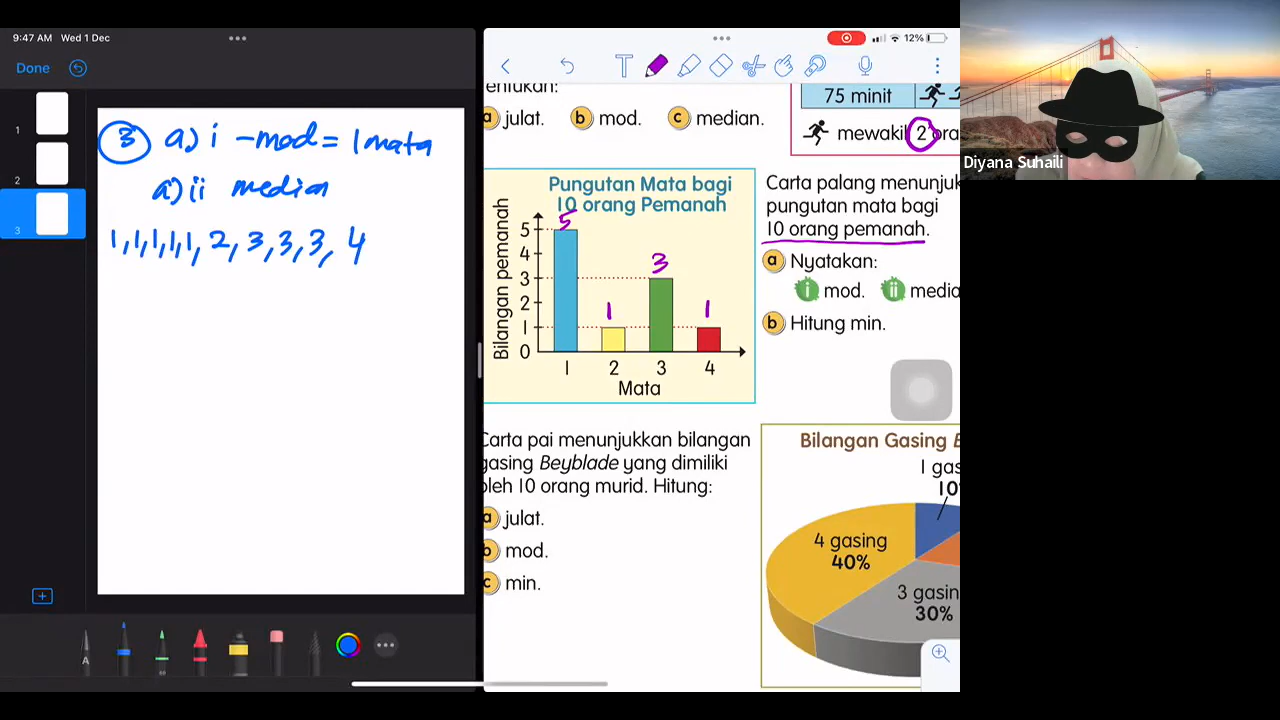 9:47 AM Wed 1 Dec
Done
1
2
3
3 a) i - mod = 1 mata
a) ii median
1, 1, 1, 1, 1, 2, 3, 3, 3, 4
A
12%
T
entukan:
a julat. b mod. c median.
75 minit
mewakil 2 ora
Pungutan Mata bagi
10 orang Pemanah
Bilangan pemanah
5
4
3
2
1
0
5
1
3
1
1 2 3 4
Mata
Carta palang menunjuk
pungutan mata bagi
10 orang pemanah.
a Nyatakan:
i mod. ii media
b Hitung min.
Carta pai menunjukkan bilangan
gasing Beyblade yang dimiliki
oleh 10 orang murid. Hitung:
a julat.
b mod.
c min.
Bilangan Gasing B
1 gas
10
4 gasing
40%
3 gasin
30%
Diyana Suhaili